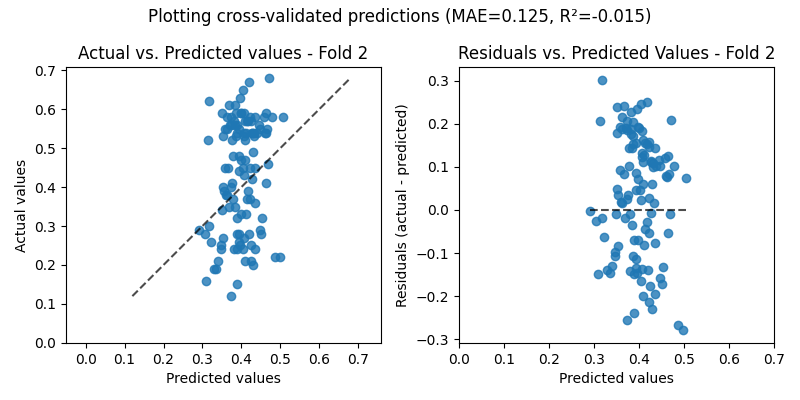 Plotting cross-validated predictions (MAE=0.125, R²=-0.015)
Actual vs. Predicted values - Fold 2
Actual values
0.7
0.6
0.5
0.4
0.3
0.2
0.1
0.0
0.0 0.1 0.2 0.3 0.4 0.5 0.6 0.7
Predicted values
Residuals vs. Predicted Values - Fold 2
Residuals (actual - predicted)
0.3
0.2
0.1
0.0
−0.1
−0.2
−0.3
0.0 0.1 0.2 0.3 0.4 0.5 0.6 0.7
Predicted values